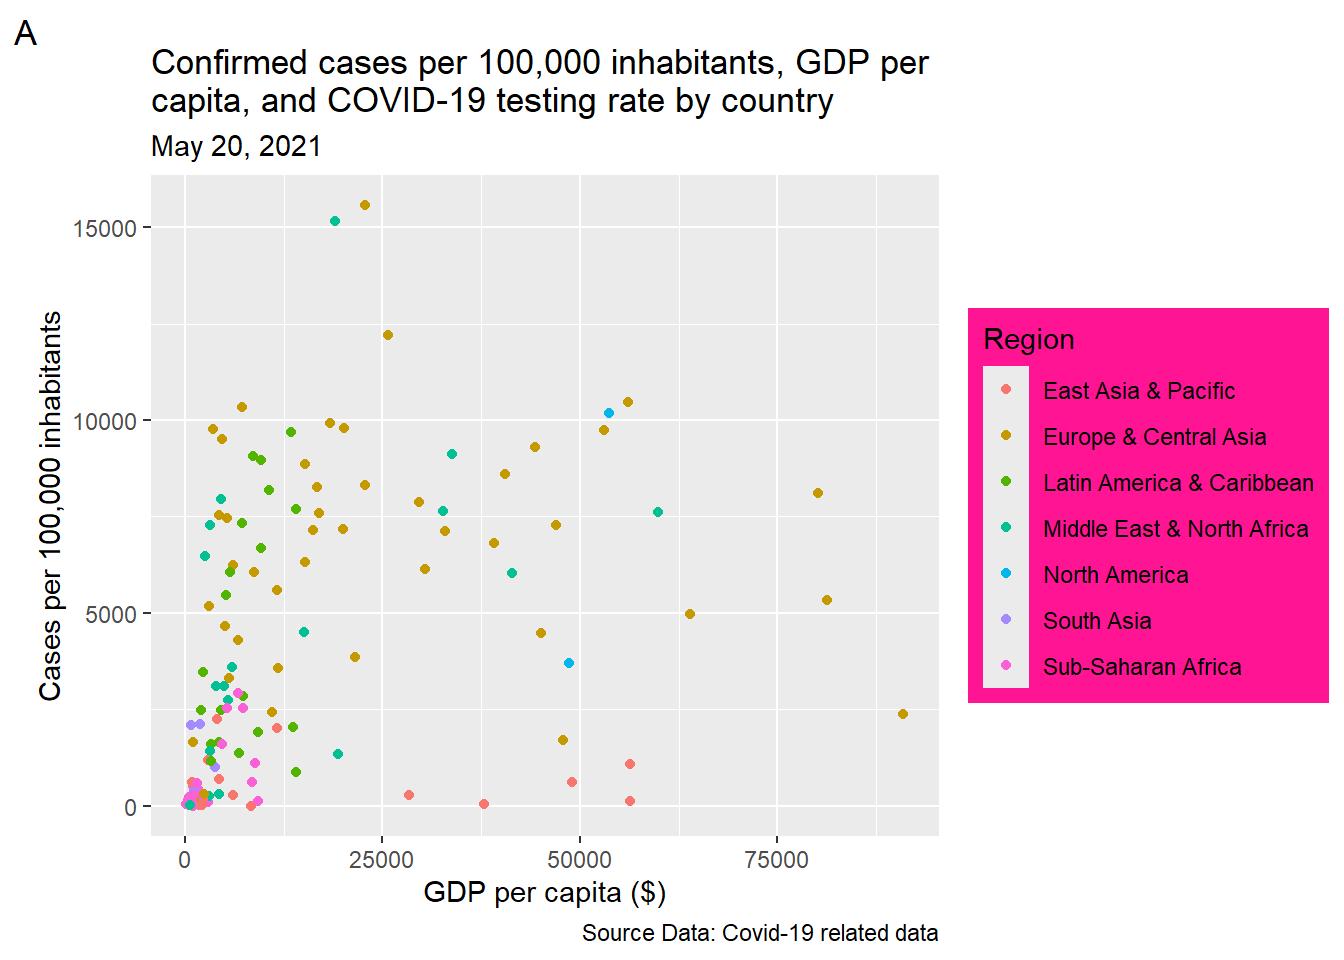 A
Confirmed cases per 100,000 inhabitants, GDP per
capita, and COVID-19 testing rate by country
May 20, 2021
15000
10000
5000
0
Cases per 100,000 inhabitants
0
25000
50000
75000
GDP per capita ($)
Source Data: Covid-19 related data
Region
East Asia & Pacific
Europe & Central Asia
Latin America & Caribbean
Middle East & North Africa
North America
South Asia
Sub-Saharan Africa